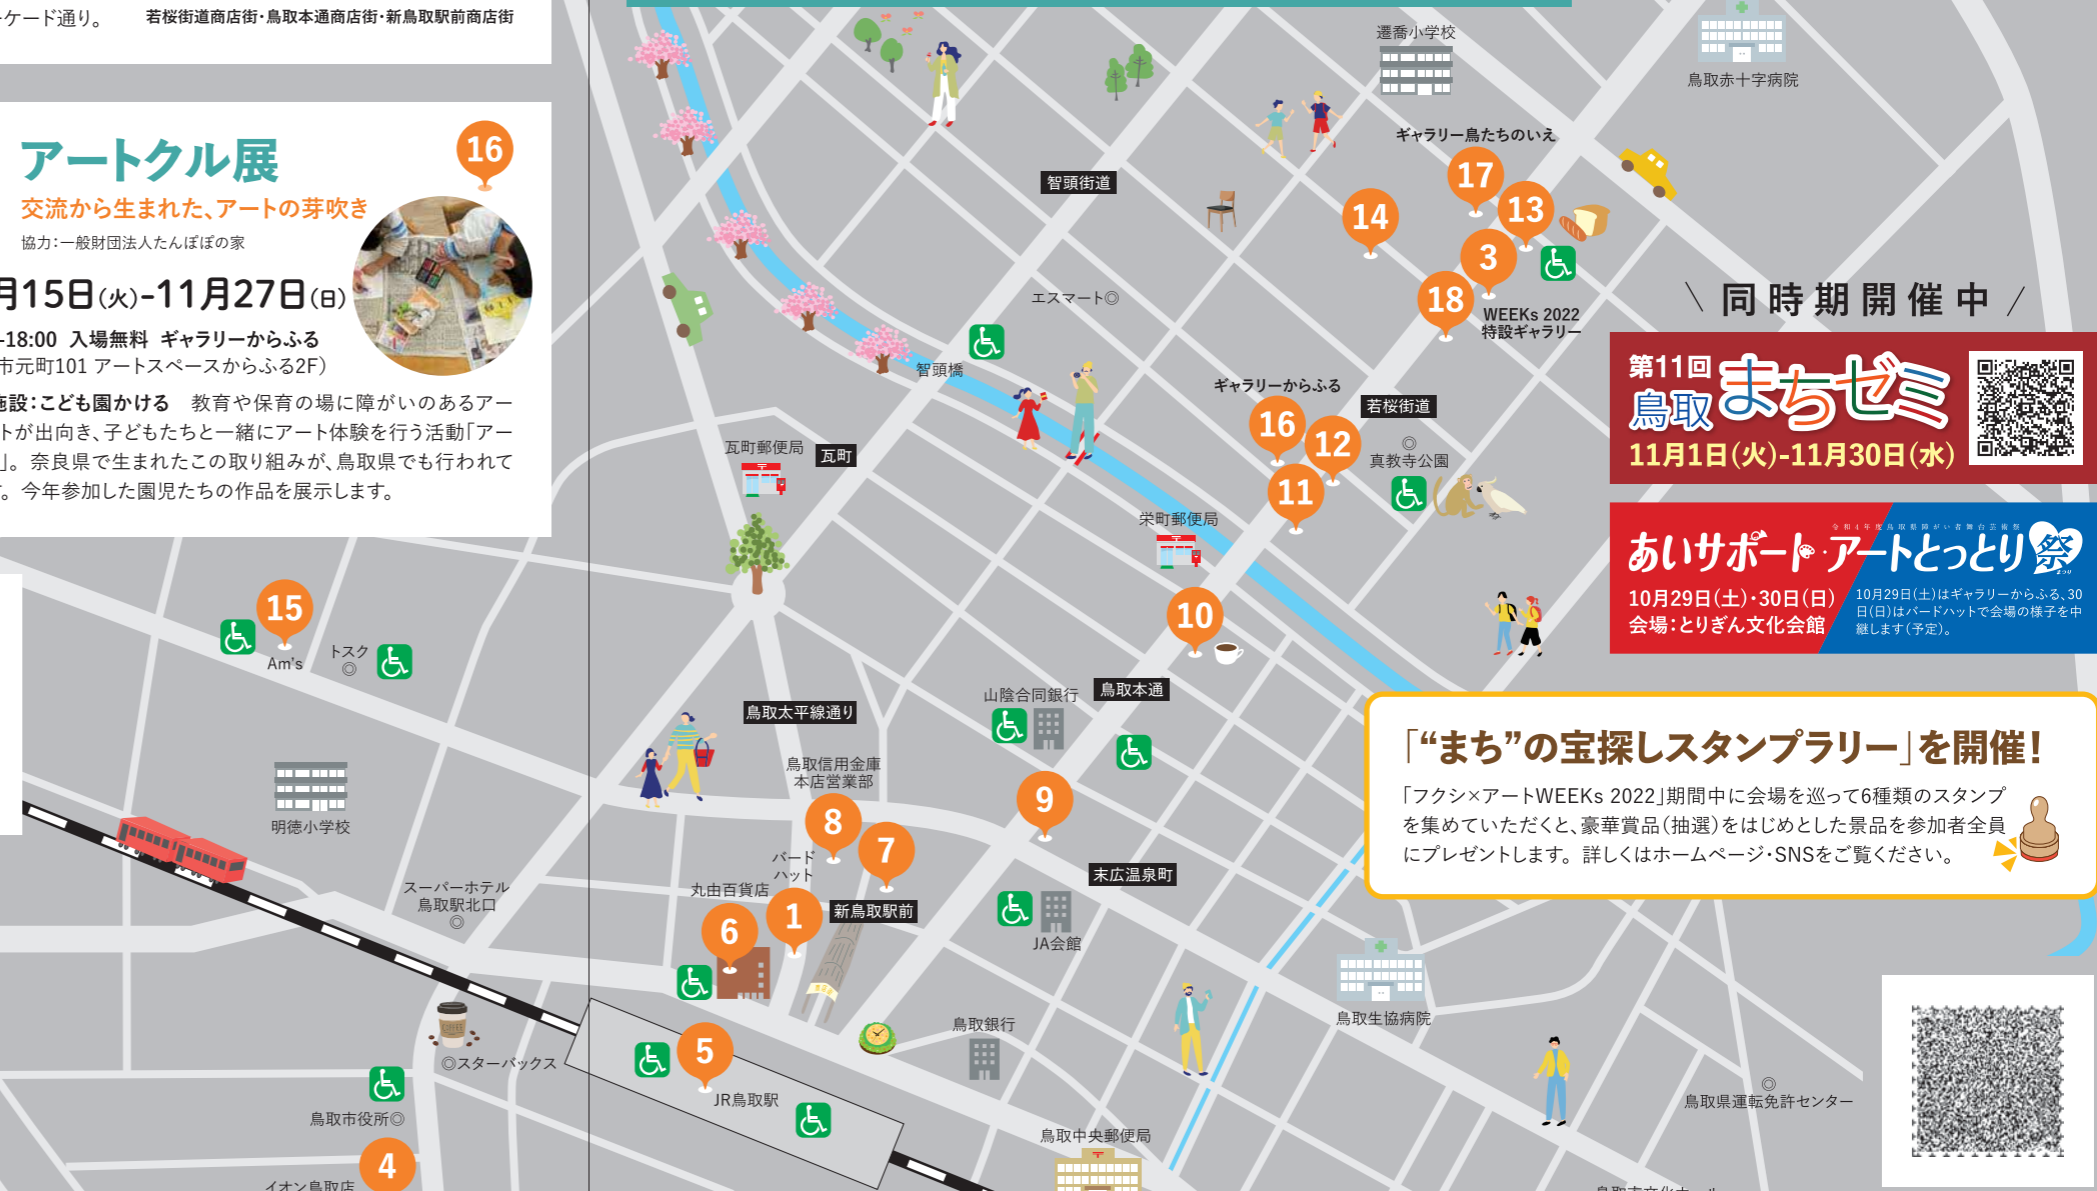 ーケード通り。
若桜街道商店街・鳥取本通商店街・新鳥取駅前商店街
アートクル展
16
交流から生まれた、アートの芽吹き
協力：一般財団法人たんぽぽの家
月15日(火)-11月27日(日)
-18:00 入場無料 ギャラリーからふる
市元町101 アートスペースからふる2F)
施設：こども園かける 教育や保育の場に障がいのあるアー
トが出向き、子どもたちと一緒にアート体験を行う活動「アー
」。奈良県で生まれたこの取り組みが、鳥取県でも行われて
。今年参加した園児たちの作品を展示します。
遷喬小学校
鳥取赤十字病院
ギャラリー鳥たちのいえ
17
智頭街道
14
13
3
18
エスマート◎
WEEKs 2022
特設ギャラリー
智頭橋
ギャラリーからふる
16
若桜街道
12
◎
真教寺公園
11
瓦町郵便局
瓦町
栄町郵便局
10
15
Am's
トスク
◎
山陰合同銀行
鳥取本通
鳥取太平線通り
鳥取信用金庫
本店営業部
8
9
7
明徳小学校
バード
ハット
丸由百貨店
1
新鳥取駅前
6
末広温泉町
スーパーホテル
鳥取駅北口
◎
JA会館
鳥取生協病院
鳥取銀行
COFFEE
◎スターバックス
5
JR鳥取駅
鳥取市役所◎
4
イオン鳥取店
鳥取中央郵便局
◎
鳥取県運転免許センター
同時期開催中
第11回
鳥取
まちゼミ
11月1日(火)-11月30日(水)
令和4年度鳥取県障がい者舞台芸術祭
あいサポート・アートとっとり祭
まつり
10月29日(土)・30日(日)
会場：とりぎん文化会館
10月29日(土)はギャラリーからふる、30
日(日)はバードハットで会場の様子を中
継します(予定)。
「“まち”の宝探しスタンプラリー」を開催！
「フクシ×アートWEEKs 2022」期間中に会場を巡って6種類のスタンプ
を集めていただくと、豪華賞品(抽選)をはじめとした景品を参加者全員
にプレゼントします。詳しくはホームページ・SNSをご覧ください。